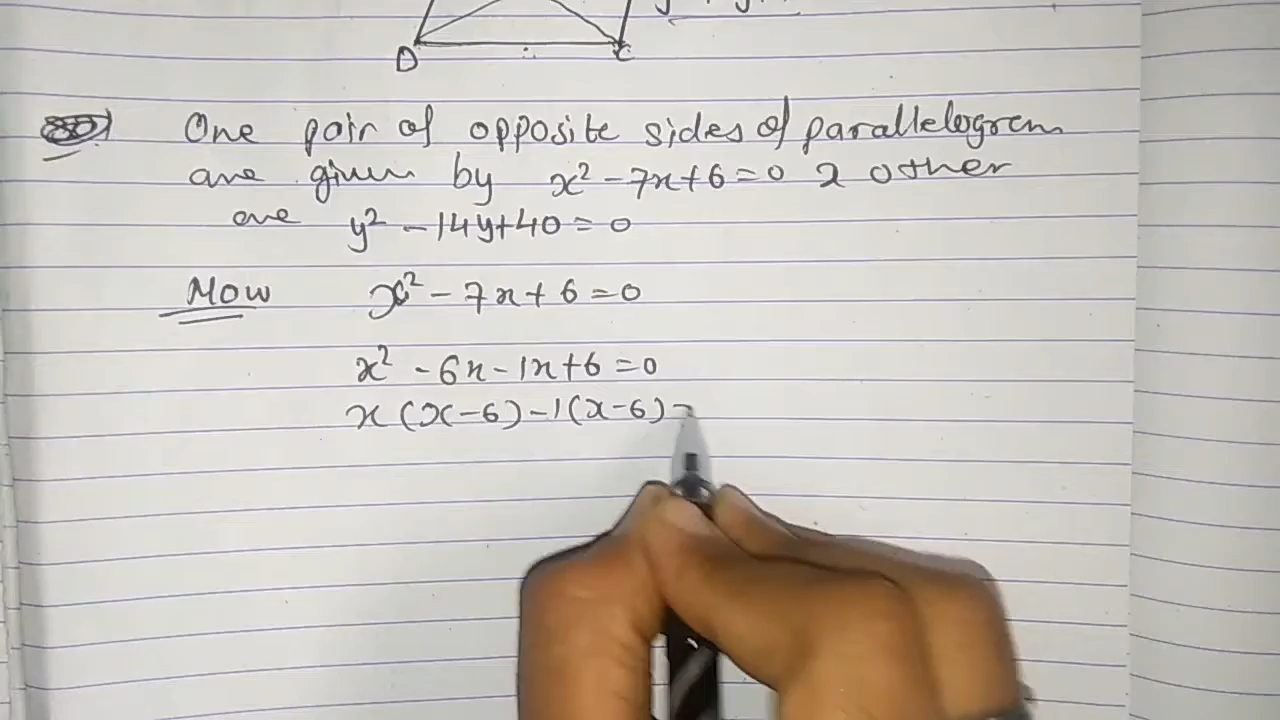 D C
One pair of opposite sides of parallelogram
are given by x² - 7x + 6 = 0 & other
are y² - 14y + 40 = 0
Now x² - 7x + 6 = 0
x² - 6x - 1x + 6 = 0
x (x - 6) - 1 (x - 6) =